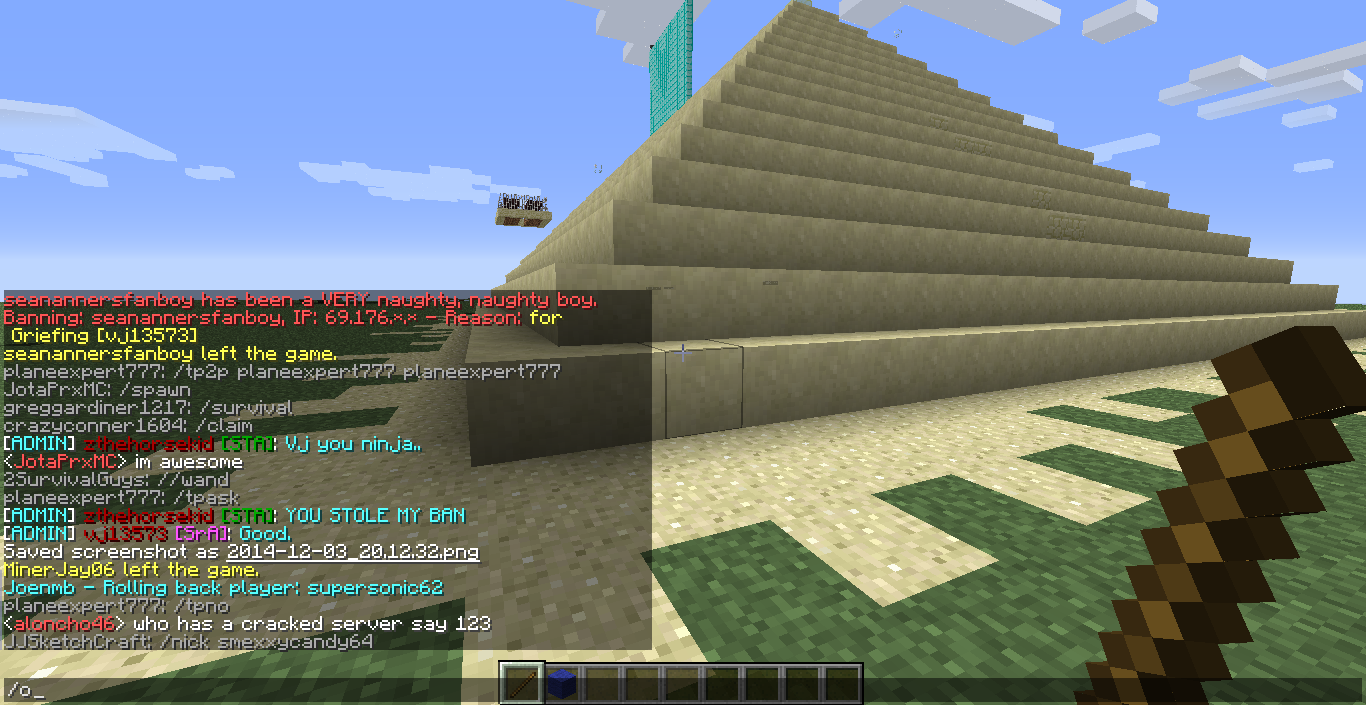 seanannersfanboy has been a VERY naughty, naughty boy.
Banning: seanannersfanboy, IP: 69.176.×.× – Reason: for
Griefing [vj13573]
seanannersfanboy left the game.
planeexpert777: /tp2p planeexpert777 planeexpert777
JotaPrxMC: /spawn
greggardiner1217: /survival
crazyconner1604: /claim
[ADMIN] zthehorsekid [STA]: Vj you ninja..
<JotaPrxMC> im awesome
2SurvivalGuys: //wand
planeexpert777: /tpask
[ADMIN] zthehorsekid [STA]: YOU STOLE MY BAN
[ADMIN] vj13573 [SrA]: Good.
Saved screenshot as 2014-12-03_20.12.32.png
MinerJay06 left the game.
Joenmb – Rolling back player: supersonic62
planeexpert777: /tpno
<aloncho46> who has a cracked server say 123
JJSketchCraft: /nick smexxycandy64
/o_